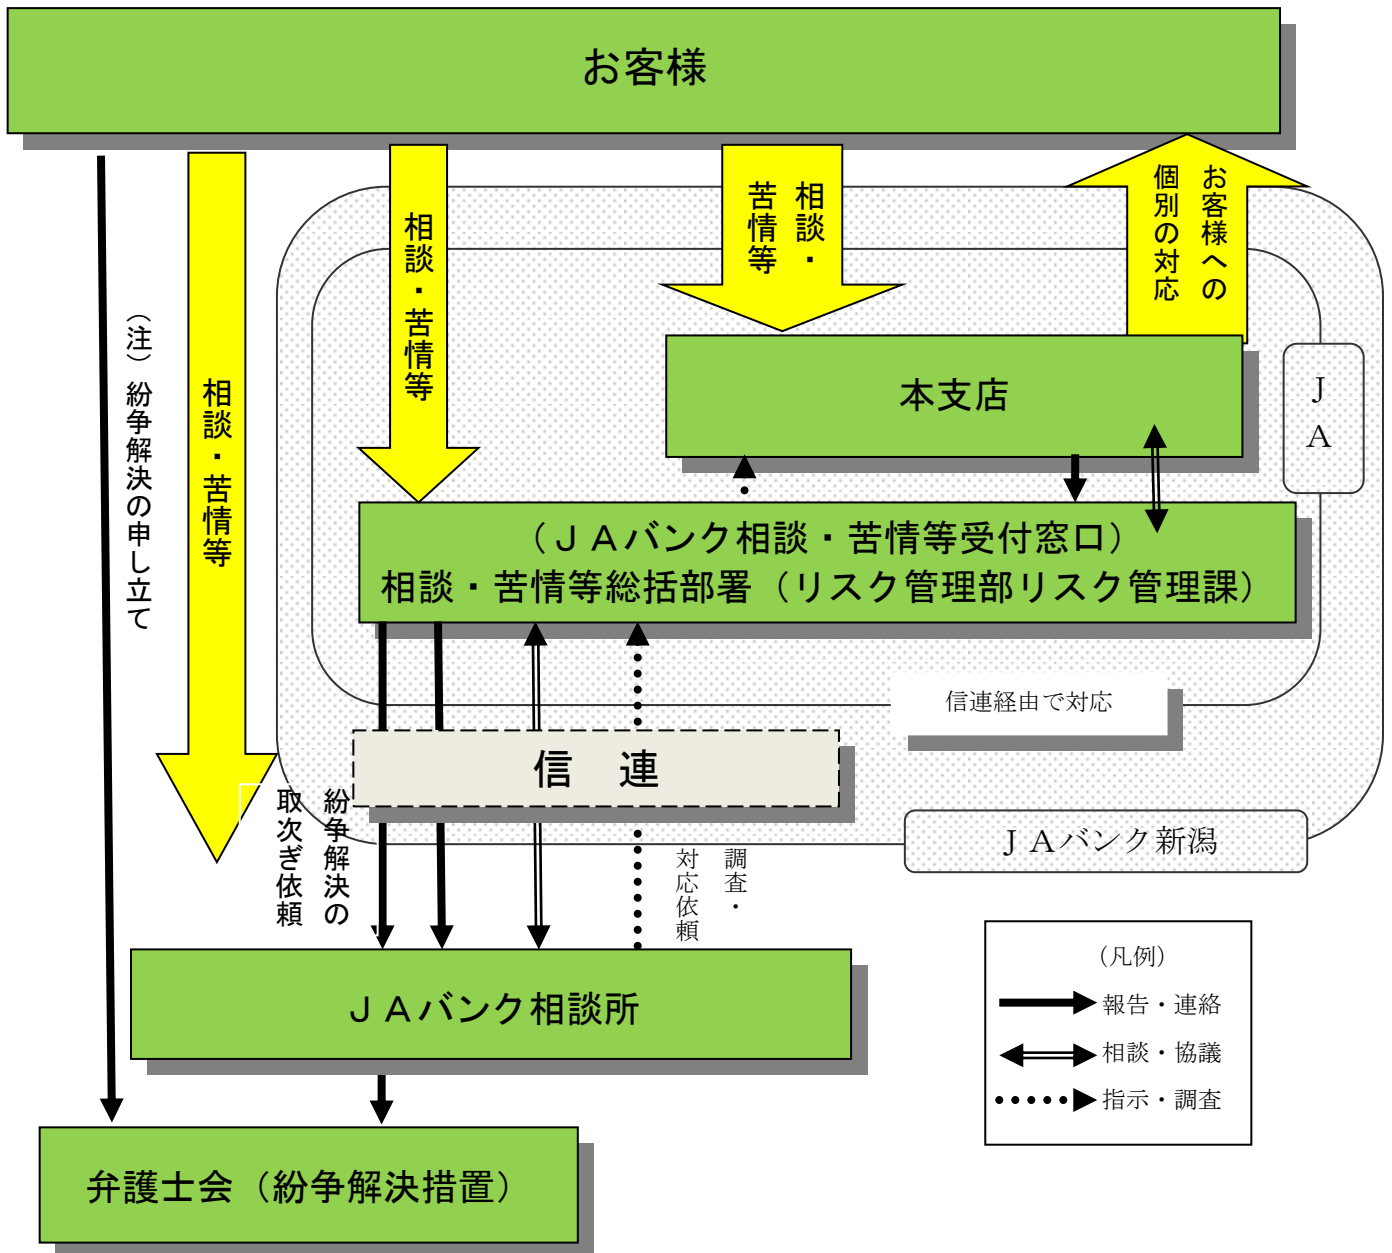 お客様
お客様への
個別の対応
相談・
苦情等
相談・苦情等
相談・苦情等
（注）紛争解決の申し立て
本支店
ＪＡ
（ＪＡバンク相談・苦情等受付窓口）
相談・苦情等総括部署（リスク管理部リスク管理課）
信連経由で対応
信　連
ＪＡバンク新潟
紛争解決の
取次ぎ依頼
調査・
対応依頼
ＪＡバンク相談所
（凡例）
報告・連絡
相談・協議
指示・調査
弁護士会（紛争解決措置）